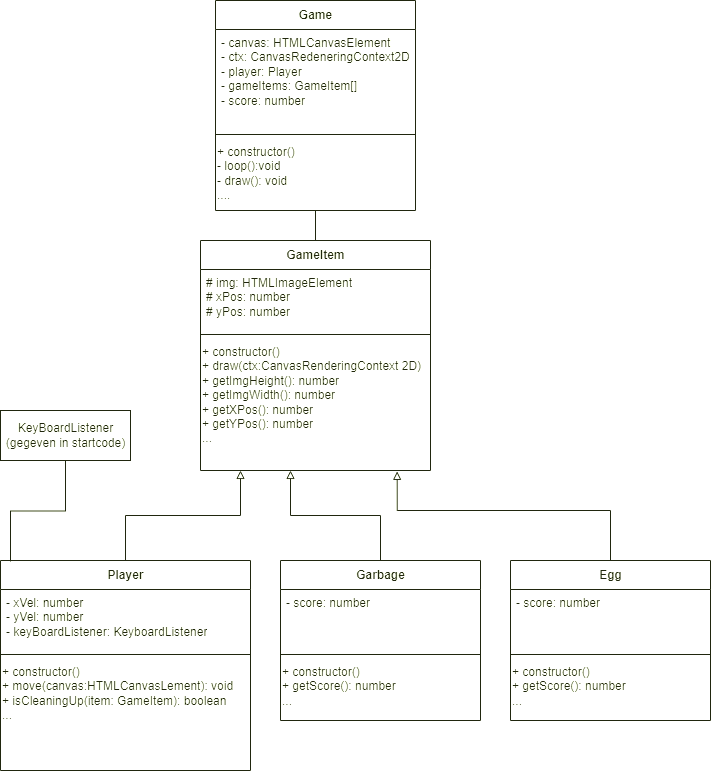 Game
- canvas: HTMLCanvasElement
- ctx: CanvasRedeneringContext2D
- player: Player
- gameItems: GameItem[]
- score: number
+ constructor()
- loop():void
- draw(): void
....
GameItem
# img: HTMLImageElement
# xPos: number
# yPos: number
+ constructor()
+ draw(ctx:CanvasRenderingContext 2D)
+ getImgHeight(): number
+ getImgWidth(): number
+ getXPos(): number
+ getYPos(): number
...
KeyBoardListener
(gegeven in startcode)
Player
- xVel: number
- yVel: number
- keyBoardListener: KeyboardListener
+ constructor()
+ move(canvas:HTMLCanvasLement): void
+ isCleaningUp(item: GameItem): boolean
...
Garbage
- score: number
+ constructor()
+ getScore(): number
...
Egg
- score: number
+ constructor()
+ getScore(): number
...